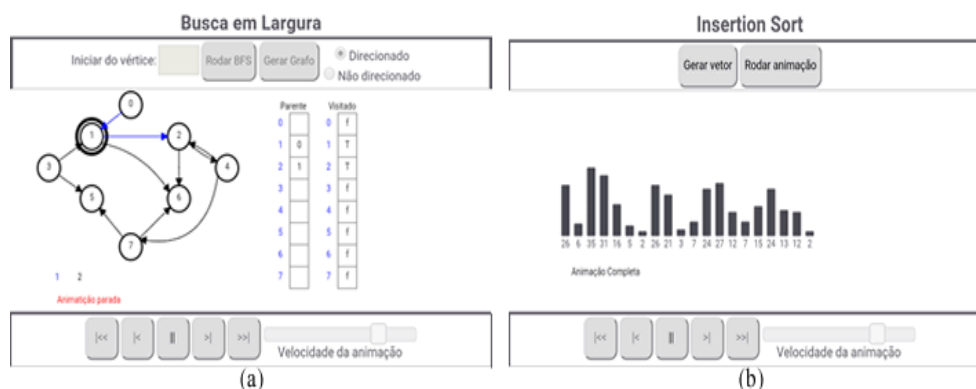 Busca em Largura
Iniciar do vértice: Rodar BFS Gerar Grafo Direcionado
Não direcionado
Parente Visitado
0 0 0 f
1 1 0 1 T
2 2 1 2 T
4
3 3 3 f
4 4 f
5 6 5 5 f
6 6 f
7 7 7 f
1 2
Animatição parada
|<< |< || >| >>|
Velocidade da animação
(a)
Insertion Sort
Gerar vetor Rodar animação
26 6 35 31 16 5 2 26 21 3 7 24 27 12 7 15 24 13 12 2
Animação Completa
|<< |< || >| >>|
Velocidade da animação
(b)